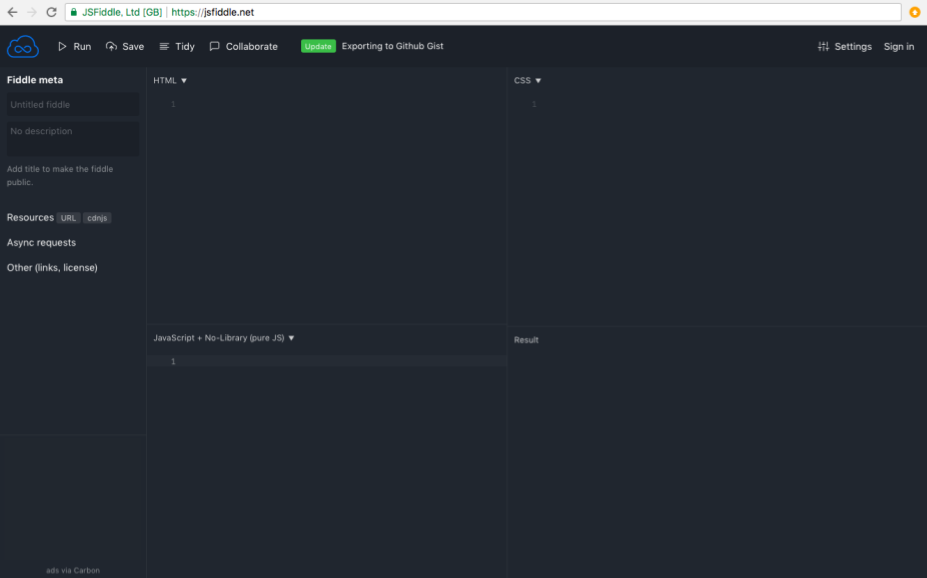 JSFiddle, Ltd [GB] | https://jsfiddle.net
Run Save Tidy Collaborate Update Exporting to Github Gist Settings Sign in
Fiddle meta
Untitled fiddle
No description
Add title to make the fiddle
public.
Resources URL cdnjs
Async requests
Other (links, license)
ads via Carbon
HTML ▼
1
CSS ▼
1
JavaScript + No-Library (pure JS) ▼
1
Result